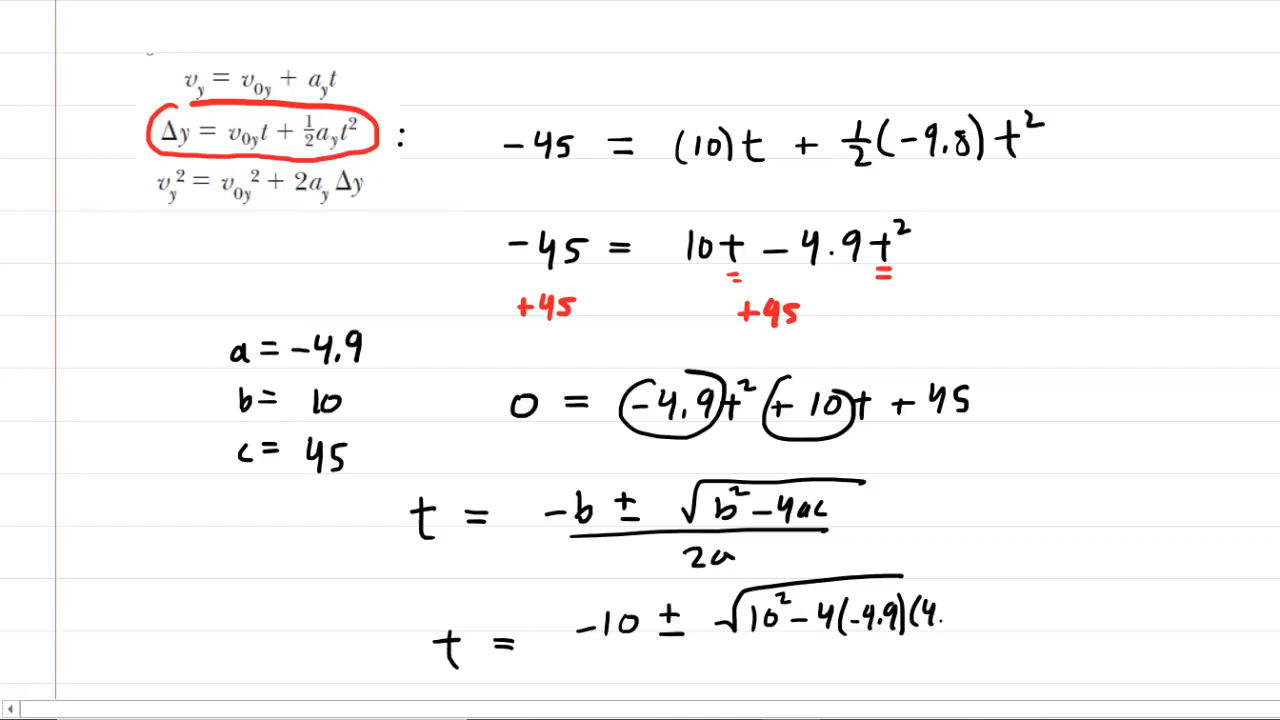 v_y = v_0y + a_y t
Δy = v_0y t + ½ a_y t² :
v_y² = v_0y² + 2a_y Δy
-45 = (10)t + ½(-9.8)t²
-45 = 10t - 4.9t²
+45 +45
a = -4.9
b = 10
c = 45
0 = -4.9t² + 10t + 45
t = -b ± √b² - 4ac / 2a
t = -10 ± √10² - 4(-4.9)(4